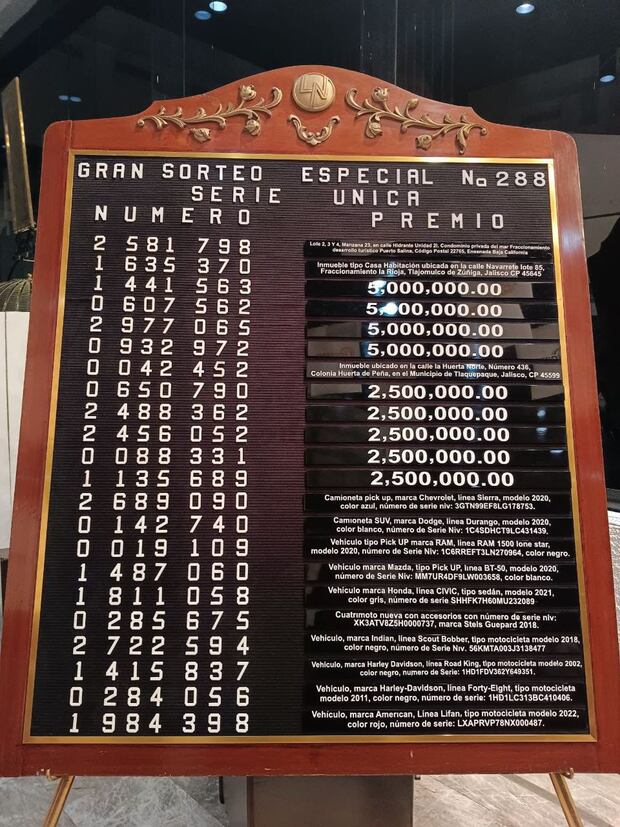 LN
GRAN SORTEO ESPECIAL No 288
SERIE UNICA
NUMERO PREMIO
2 581 798 Lote 2, 3 Y 4, Manzana 23, en calle Hidrante Unidad 2I, Condominio privada del mar Fraccionamiento
desarrollo turístico Puerto Salina, Código Postal 22765, Ensenada Baja California
1 635 370 Inmueble tipo Casa Habitación ubicada en la calle Navarrete lote 85,
Fraccionamiento la Rioja, Tlajomulco de Zúñiga, Jalisco CP 45645
1 441 563 5,000,000.00
0 607 562 5,000,000.00
2 977 065 5,000,000.00
0 932 972 5,000,000.00
0 042 452 Inmueble ubicado en la calle la Huerta Norte, Número 436,
Colonia Huerta de Peña, en el Municipio de Tlaquepaque, Jalisco, CP 45599
0 650 790 2,500,000.00
2 488 362 2,500,000.00
2 456 052 2,500,000.00
0 088 331 2,500,000.00
1 135 689 2,500,000.00
2 689 090 Camioneta pick up, marca Chevrolet, línea Sierra, modelo 2020,
color azul, número de serie niv: 3GTN99EF8LG178753.
0 142 740 Camioneta SUV, marca Dodge, línea Durango, modelo 2020,
color blanco, número de Serie Niv: 1C4SDHCT9LC431439.
0 019 109 Vehículo tipo Pick UP marca RAM, línea RAM 1500 lone star,
modelo 2020, número de Serie Niv: 1C6RREFT3LN270964, color negro.
1 487 060 Vehículo marca Mazda, tipo Pick UP, línea BT-50, modelo 2020,
número de Serie Niv: MM7UR4DF9LW003658, color blanco.
1 811 058 Vehículo marca Honda, línea CIVIC, tipo sedán, modelo 2021,
color gris, número de serie SHHFK7H60MU232089
0 285 675 Cuatrimoto nueva con accesorios con número de serie niv:
XK3ATV8Z5H0000737, marca Stels Guepard 2018.
2 722 594 Vehículo, marca Indian, línea Scout Bobber, tipo motocicleta modelo 2018,
color negro, número de Serie Niv. 56KMTA003J3138477
1 415 837 Vehículo, marca Harley Davidson, línea Road King, tipo motocicleta modelo 2002,
color negro, número de Serie: 1HD1FDV362Y649351.
0 284 056 Vehículo, marca Harley-Davidson, línea Forty-Eight, tipo motocicleta
modelo 2011, color negro, número de serie: 1HD1LC313BC410406.
1 984 398 Vehículo, marca American, Línea Lifan, tipo motocicleta modelo 2022,
color rojo, número de serie: LXAPRVP78NX000487.